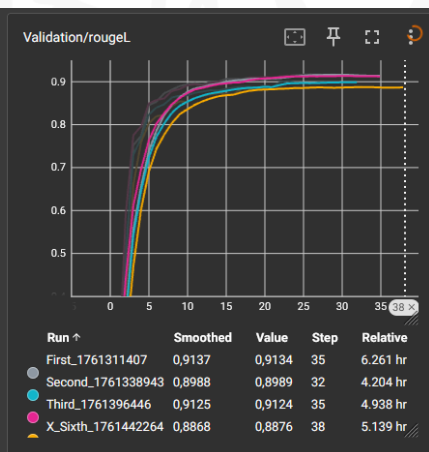 Validation/rougeL
0.9
0.8
0.7
0.6
0.5
0 5 10 15 20 25 30 35 38 ×
Run ↑ Smoothed Value Step Relative
First_1761311407 0,9137 0,9134 35 6.261 hr
Second_1761338943 0,8988 0,8989 32 4.204 hr
Third_1761396446 0,9125 0,9124 35 4.938 hr
X_Sixth_1761442264 0,8868 0,8876 38 5.139 hr